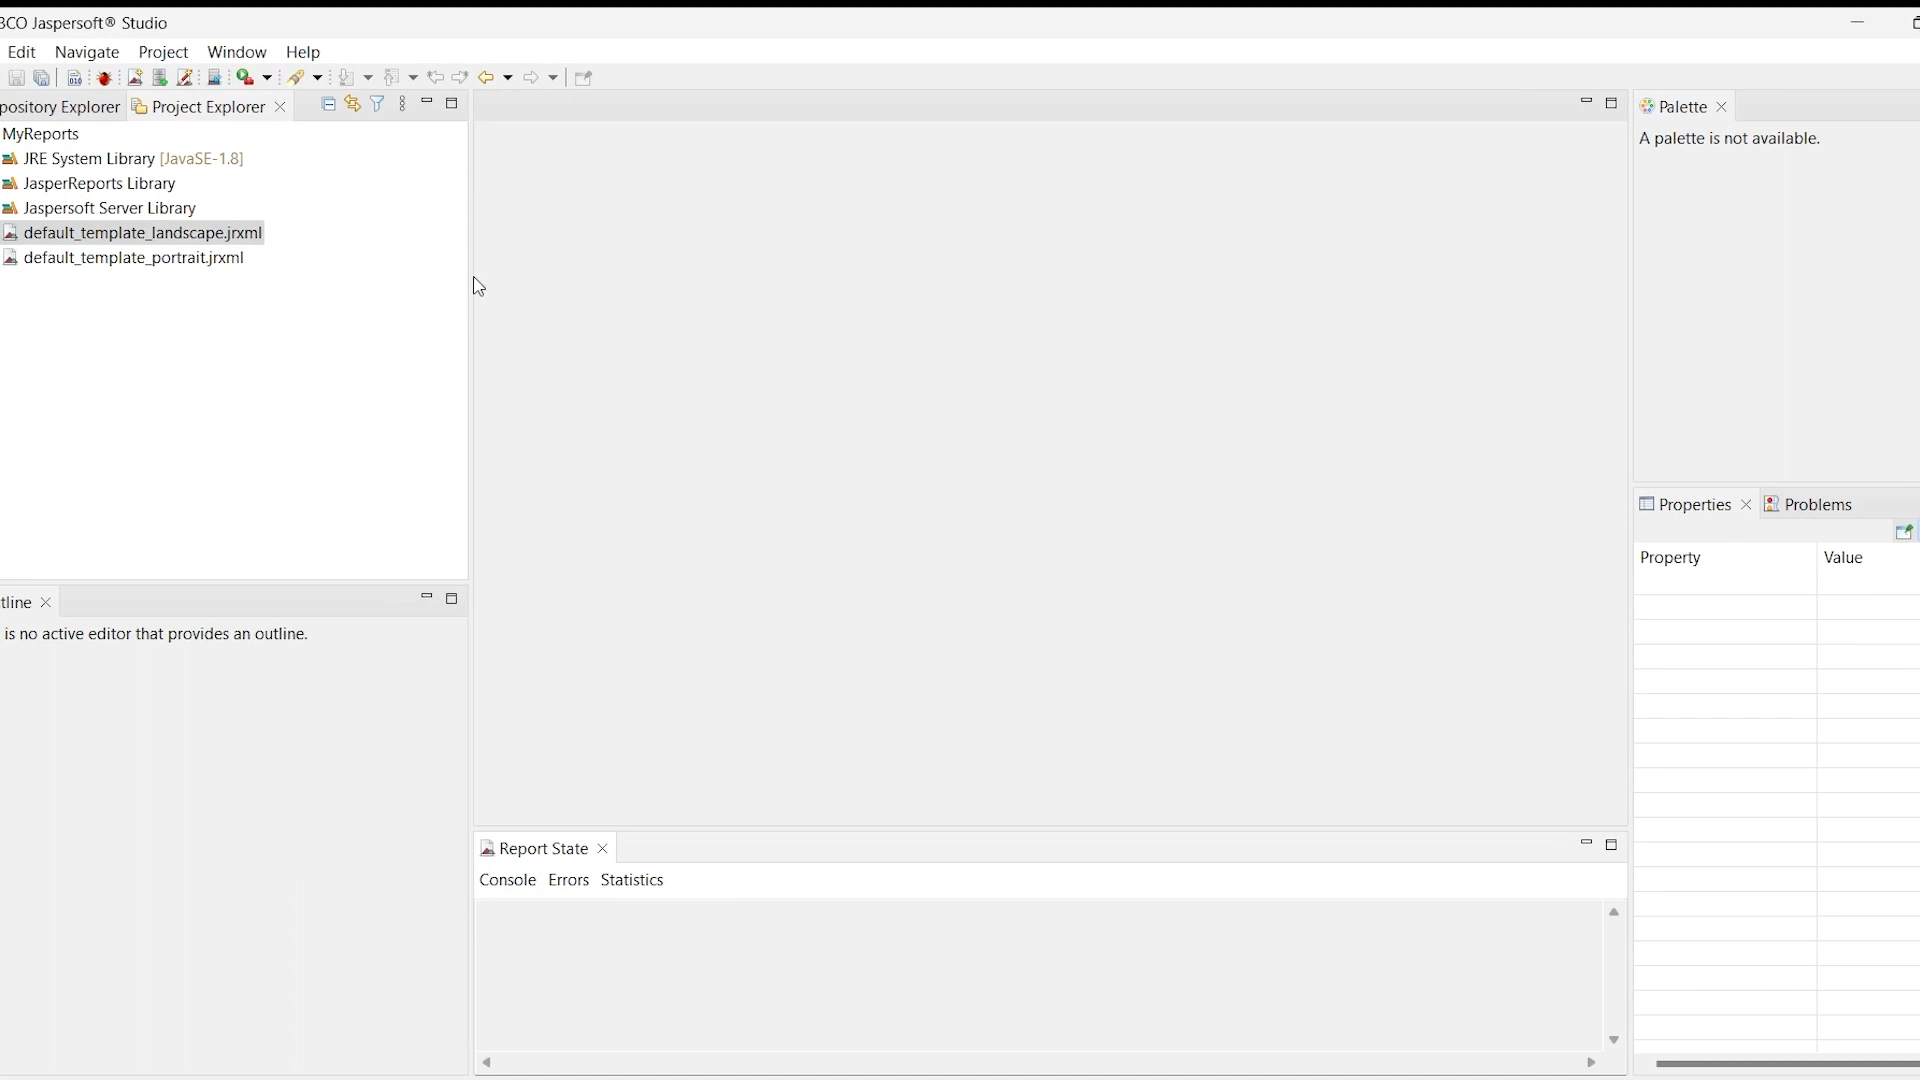 BCO Jaspersoft® Studio
Edit Navigate Project Window Help
pository Explorer Project Explorer
MyReports
JRE System Library [JavaSE-1.8]
JasperReports Library
Jaspersoft Server Library
default_template_landscape.jrxml
default_template_portrait.jrxml
tline
is no active editor that provides an outline.
Report State
Console Errors Statistics
Palette
A palette is not available.
Properties Problems
Property Value